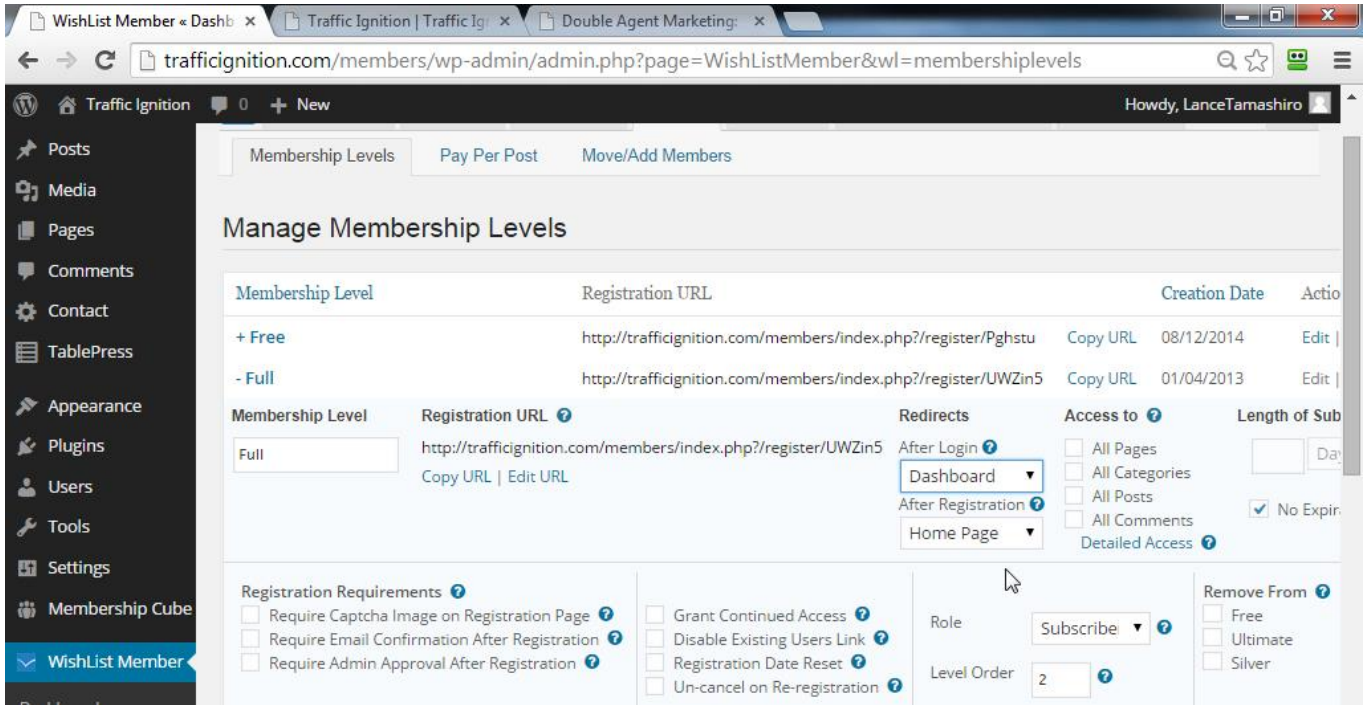 WishList Member « Dashb
Traffic Ignition | Traffic Ig
Double Agent Marketing:
trafficignition.com/members/wp-admin/admin.php?page=WishListMember&wl=membershiplevels
Traffic Ignition 0 + New Howdy, LanceTamashiro
Posts
Media
Pages
Comments
Contact
TablePress
Appearance
Plugins
Users
Tools
Settings
Membership Cube
WishList Member
Membership Levels Pay Per Post Move/Add Members
Manage Membership Levels
Membership Level Registration URL Creation Date Actio
+ Free http://trafficignition.com/members/index.php?/register/Pghstu Copy URL 08/12/2014 Edit |
- Full http://trafficignition.com/members/index.php?/register/UWZin5 Copy URL 01/04/2013 Edit |
Membership Level Registration URL Redirects Access to Length of Sub
Full http://trafficignition.com/members/index.php?/register/UWZin5 After Login All Pages Day
Copy URL | Edit URL Dashboard All Categories
After Registration All Posts
Home Page All Comments No Expir
Detailed Access
Registration Requirements
Require Captcha Image on Registration Page
Require Email Confirmation After Registration
Require Admin Approval After Registration
Grant Continued Access
Disable Existing Users Link
Registration Date Reset
Un-cancel on Re-registration
Role Subscribe
Level Order 2
Remove From
Free
Ultimate
Silver